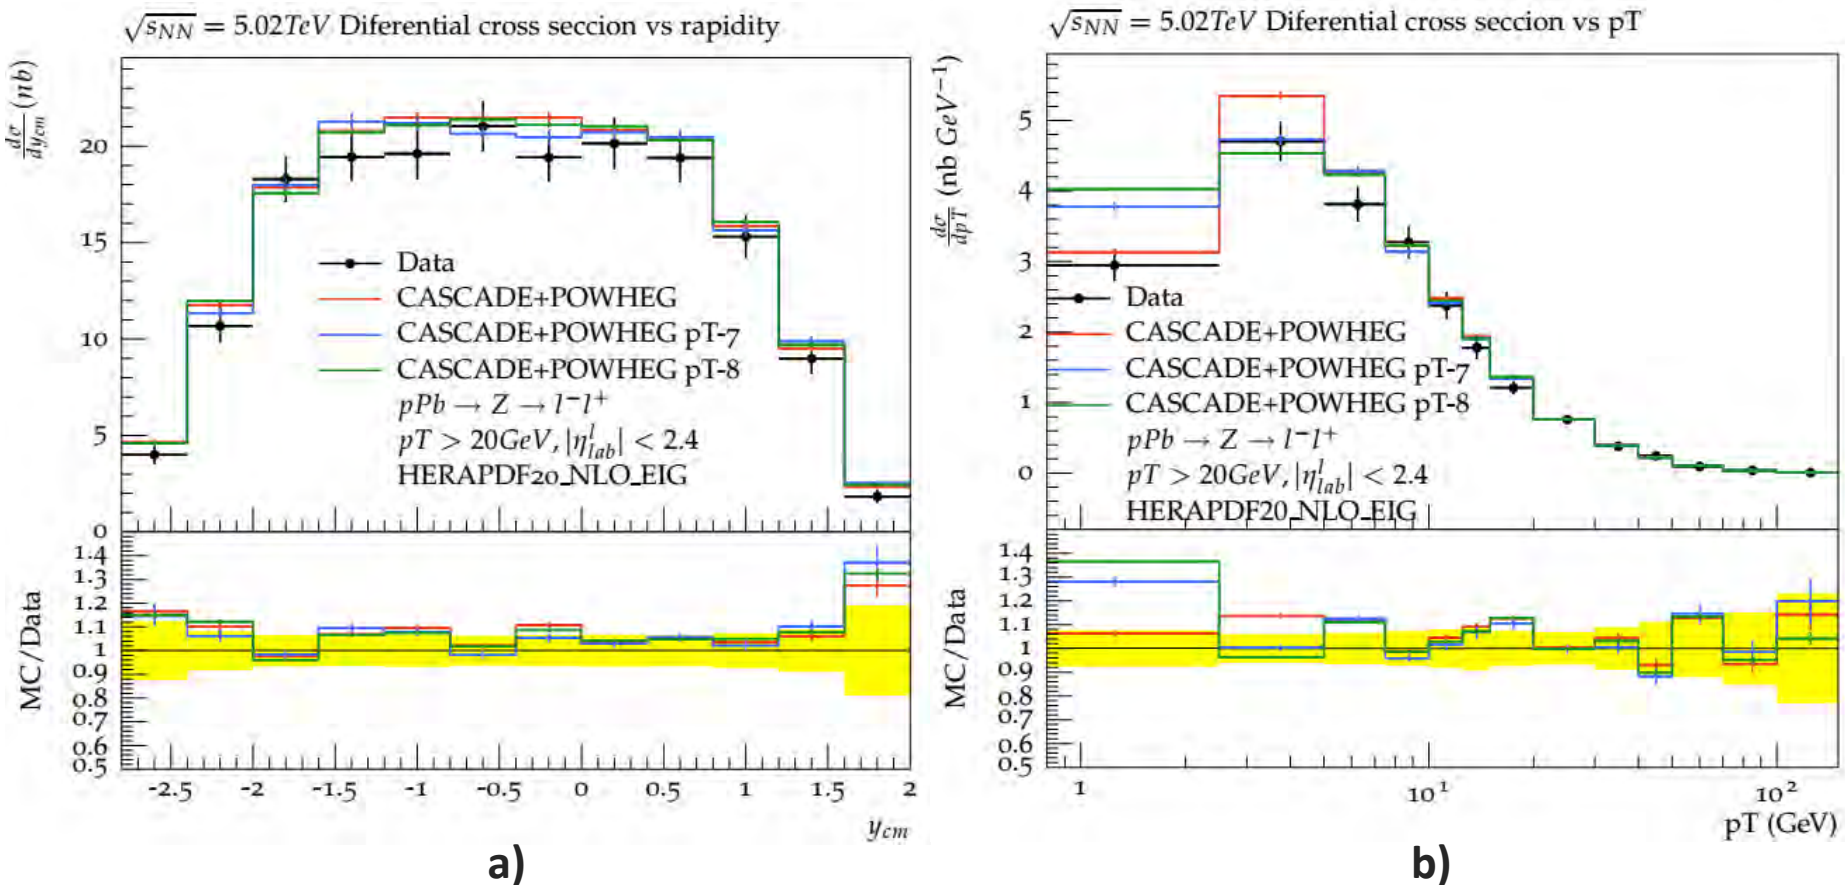 √sNN = 5.02TeV Diferential cross seccion vs rapidity
dσ/dycm (nb)
20
15
10
5
0
Data
CASCADE+POWHEG
CASCADE+POWHEG pT-7
CASCADE+POWHEG pT-8
pPb → Z → l−l+
pT > 20GeV, |ηˡlab| < 2.4
HERAPDF20_NLO_EIG
MC/Data
1.4
1.3
1.2
1.1
1
0.9
0.8
0.7
0.6
0.5
-2.5 -2 -1.5 -1 -0.5 0 0.5 1 1.5 2
ycm
a)
√sNN = 5.02TeV Diferential cross seccion vs pT
dσ/dpT (nb GeV−1)
5
4
3
2
1
0
Data
CASCADE+POWHEG
CASCADE+POWHEG pT-7
CASCADE+POWHEG pT-8
pPb → Z → l−l+
pT > 20GeV, |ηˡlab| < 2.4
HERAPDF20_NLO_EIG
MC/Data
1.4
1.3
1.2
1.1
1
0.9
0.8
0.7
0.6
0.5
1 10¹ 10²
pT (GeV)
b)